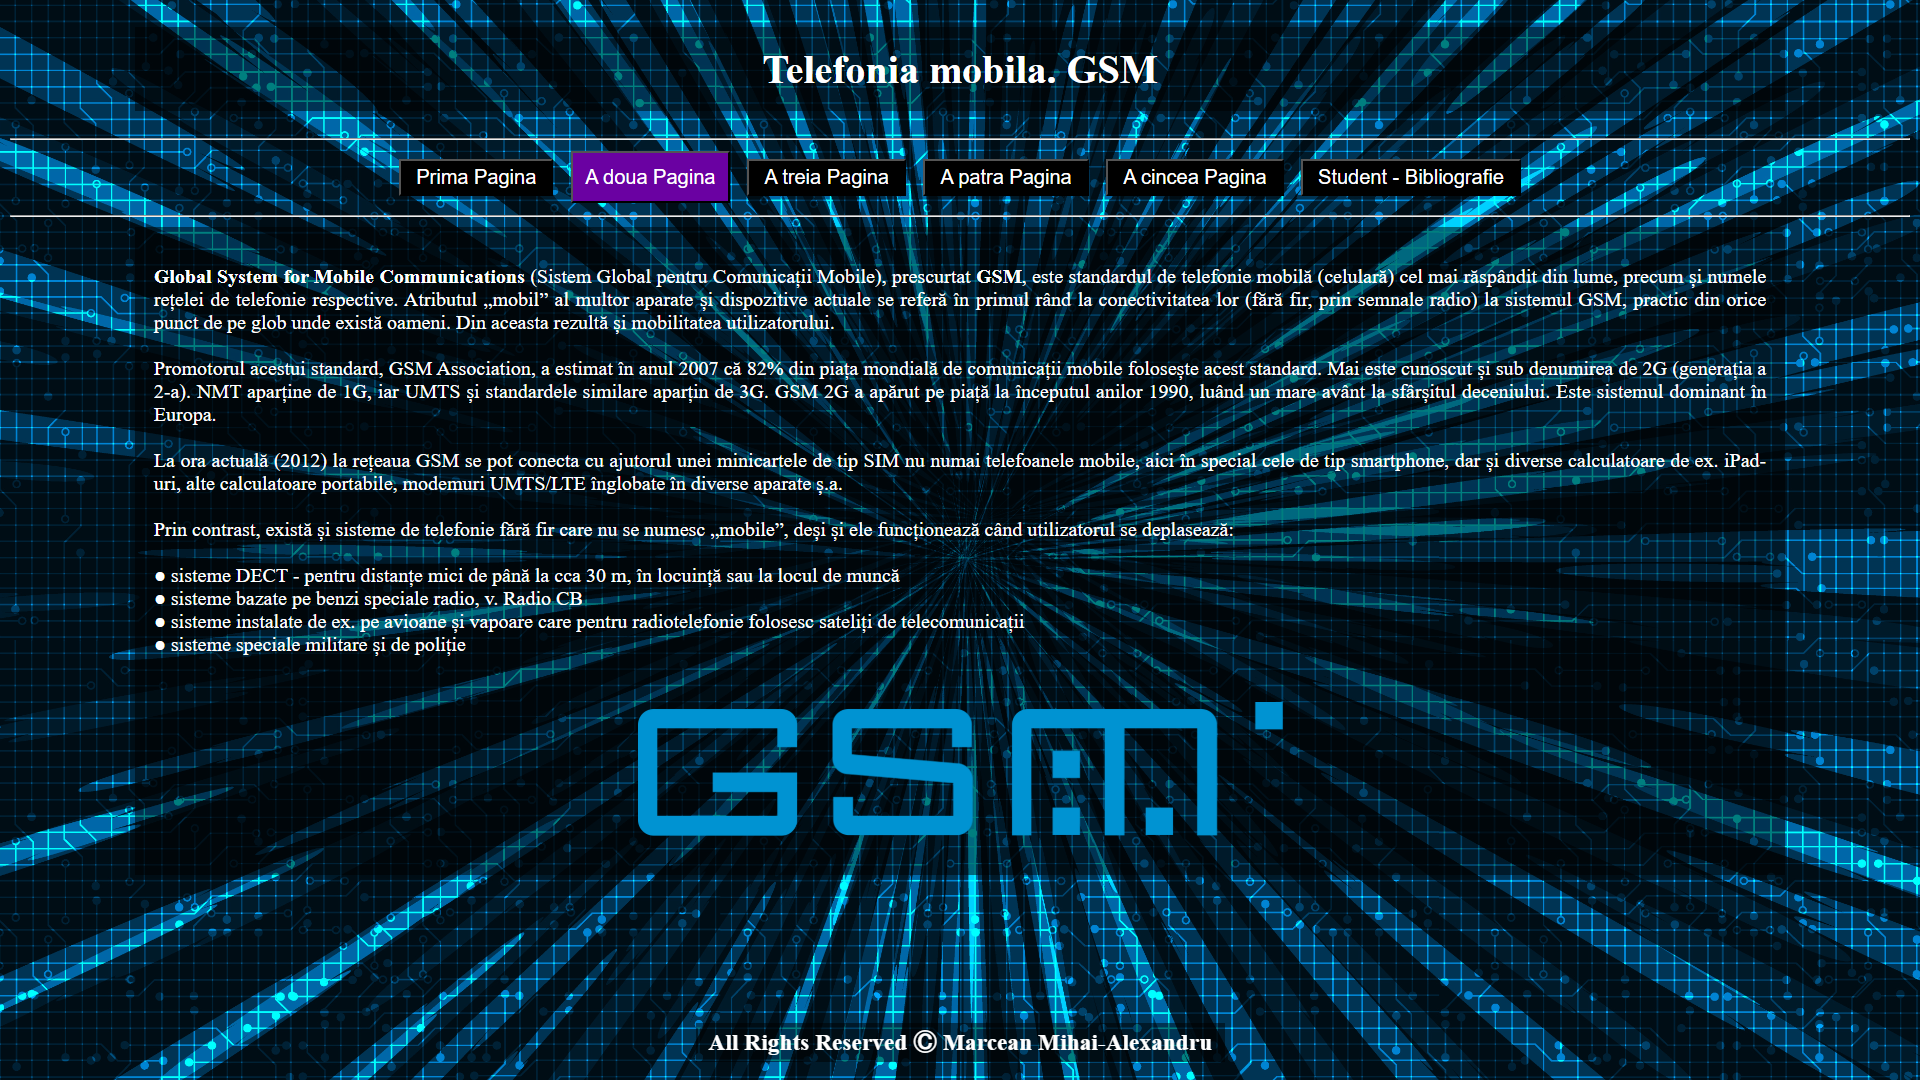 Telefonia mobila. GSM
Prima Pagina
A doua Pagina
A treia Pagina
A patra Pagina
A cincea Pagina
Student - Bibliografie
Global System for Mobile Communications (Sistem Global pentru Comunicații Mobile), prescurtat GSM, este standardul de telefonie mobilă (celulară) cel mai răspândit din lume, precum și numele
rețelei de telefonie respective. Atributul „mobil” al multor aparate și dispozitive actuale se referă în primul rând la conectivitatea lor (fără fir, prin semnale radio) la sistemul GSM, practic din orice
punct de pe glob unde există oameni. Din aceasta rezultă și mobilitatea utilizatorului.
Promotorul acestui standard, GSM Association, a estimat în anul 2007 că 82% din piața mondială de comunicații mobile folosește acest standard. Mai este cunoscut și sub denumirea de 2G (generația a
2-a). NMT aparține de 1G, iar UMTS și standardele similare aparțin de 3G. GSM 2G a apărut pe piață la începutul anilor 1990, luând un mare avânt la sfârșitul deceniului. Este sistemul dominant în
Europa.
La ora actuală (2012) la rețeaua GSM se pot conecta cu ajutorul unei minicartele de tip SIM nu numai telefoanele mobile, aici în special cele de tip smartphone, dar și diverse calculatoare de ex. iPad-
uri, alte calculatoare portabile, modemuri UMTS/LTE înglobate în diverse aparate ș.a.
Prin contrast, există și sisteme de telefonie fără fir care nu se numesc „mobile”, deși și ele funcționează când utilizatorul se deplasează:
● sisteme DECT - pentru distanțe mici de până la cca 30 m, în locuință sau la locul de muncă
● sisteme bazate pe benzi speciale radio, v. Radio CB
● sisteme instalate de ex. pe avioane și vapoare care pentru radiotelefonie folosesc sateliți de telecomunicații
● sisteme speciale militare și de poliție
GSM
All Rights Reserved © Marcean Mihai-Alexandru